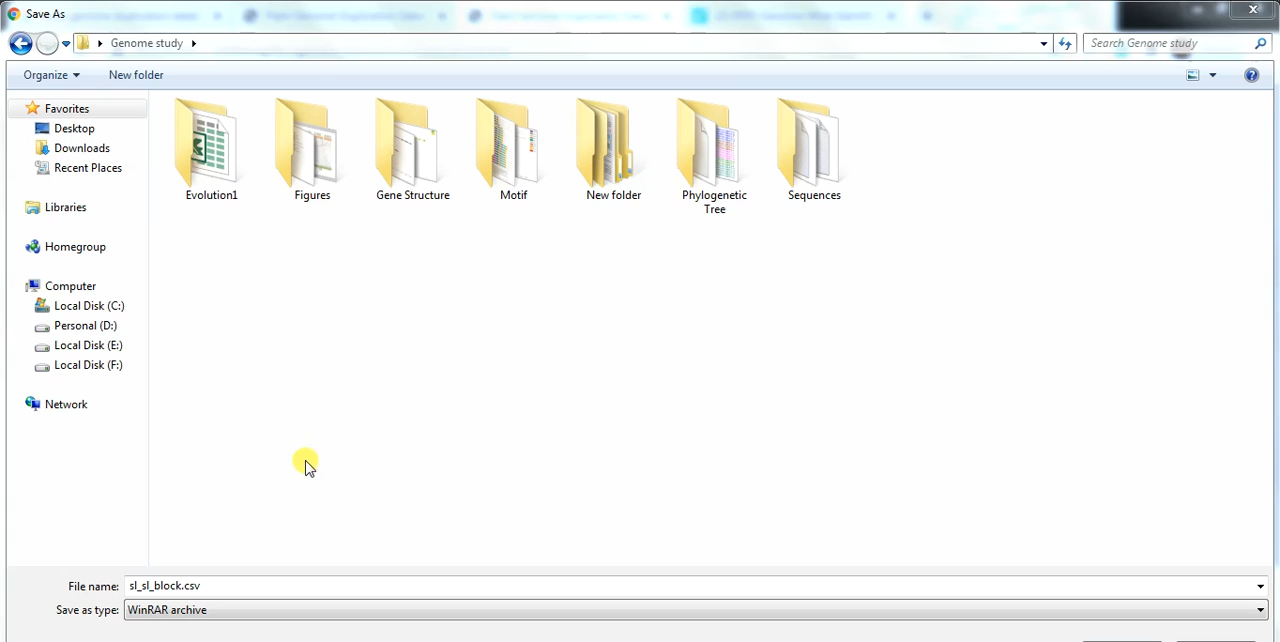 Save As
Genome study
Search Genome study
Organize
New folder
Favorites
Desktop
Downloads
Recent Places
Libraries
Homegroup
Computer
Local Disk (C:)
Personal (D:)
Local Disk (E:)
Local Disk (F:)
Network
Evolution1
Figures
Gene Structure
Motif
New folder
Phylogenetic
Tree
Sequences
File name: sl_sl_block.csv
Save as type: WinRAR archive